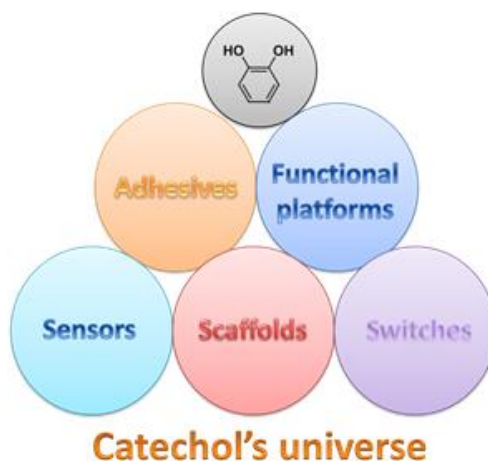 HO OH
Adhesives
Functional
platforms
Sensors
Scaffolds
Switches
Catechol's universe